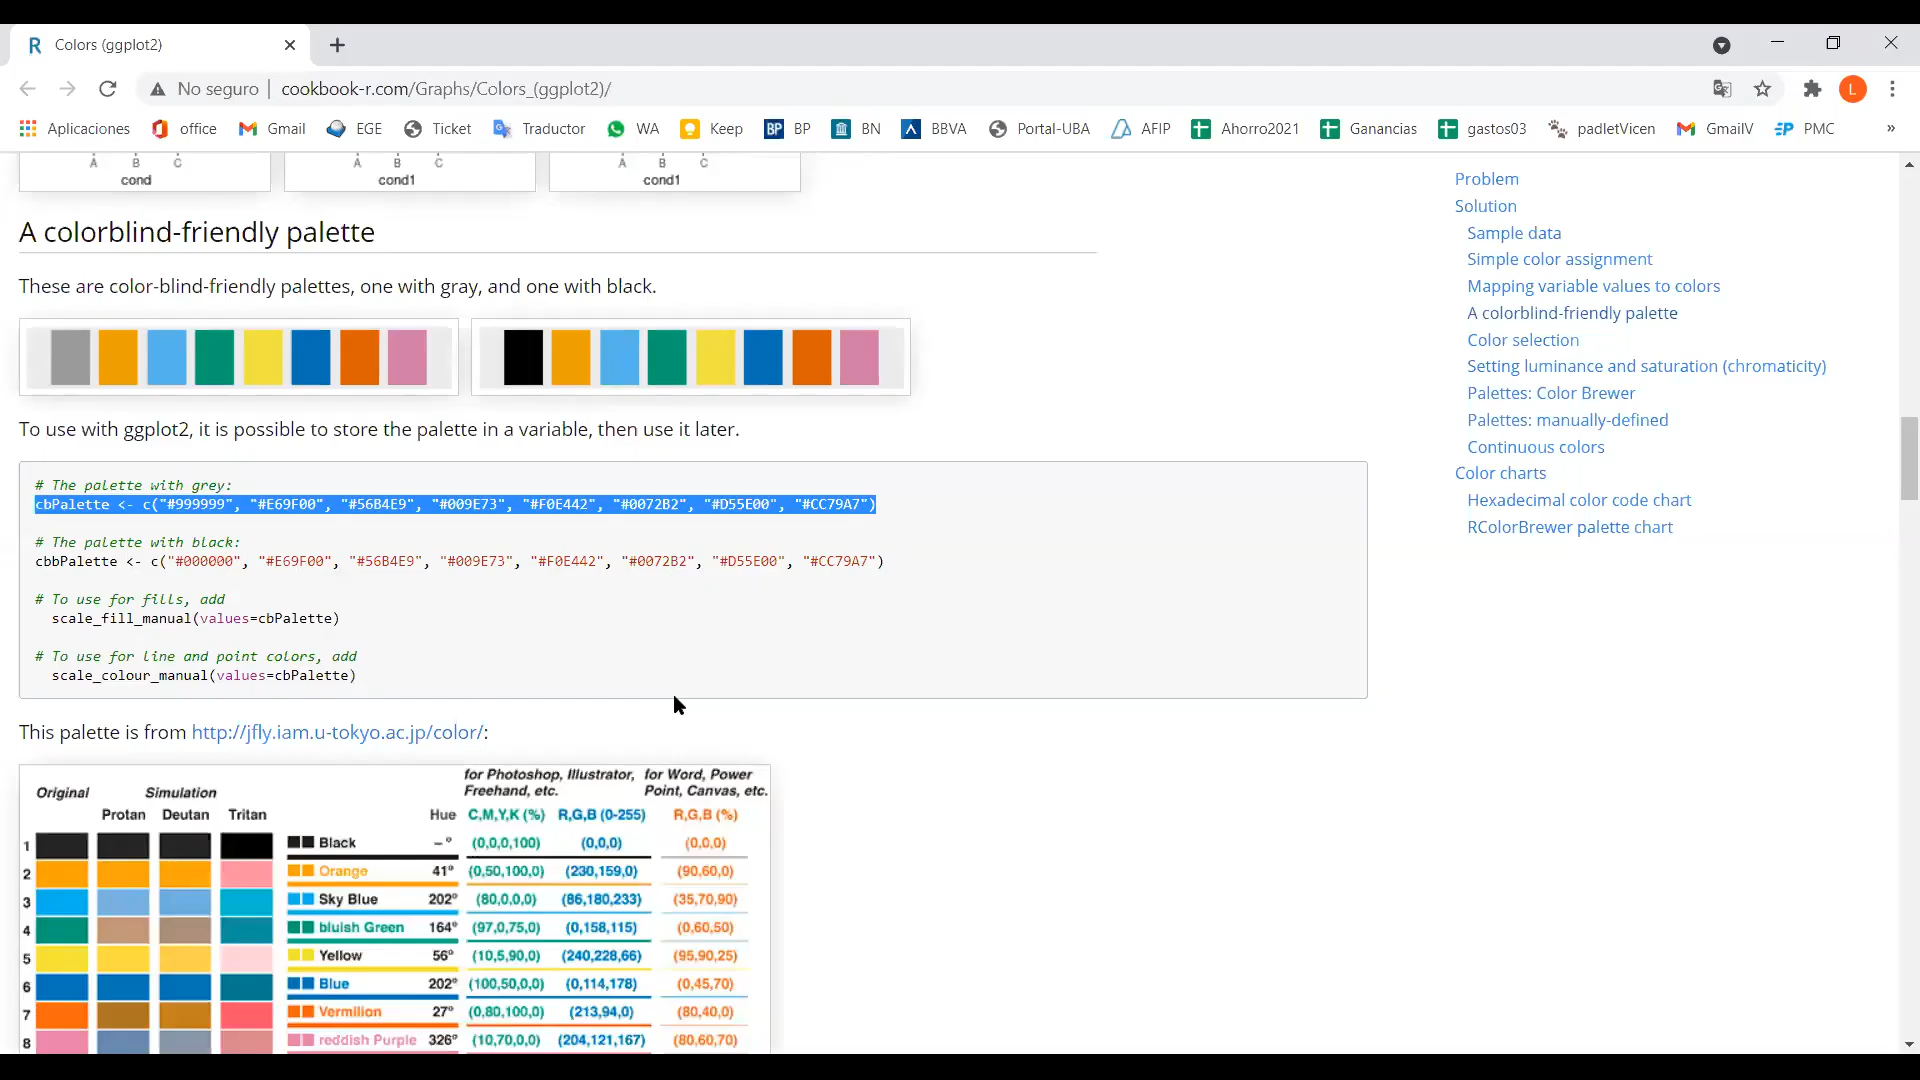 Colors (ggplot2)
No seguro | cookbook-r.com/Graphs/Colors_(ggplot2)/
L
Aplicaciones office Gmail EGE Ticket Traductor WA Keep BP BP BN BBVA Portal-UBA AFIP Ahorro2021 Ganancias gastos03 padletVicen GmailV PMC »
A B C A B C A B C
cond cond1 cond1
A colorblind-friendly palette
These are color-blind-friendly palettes, one with gray, and one with black.
To use with ggplot2, it is possible to store the palette in a variable, then use it later.
# The palette with grey:
cbPalette <- c("#999999", "#E69F00", "#56B4E9", "#009E73", "#F0E442", "#0072B2", "#D55E00", "#CC79A7")
# The palette with black:
cbbPalette <- c("#000000", "#E69F00", "#56B4E9", "#009E73", "#F0E442", "#0072B2", "#D55E00", "#CC79A7")
# To use for fills, add
scale_fill_manual(values=cbPalette)
# To use for line and point colors, add
scale_colour_manual(values=cbPalette)
This palette is from http://jfly.iam.u-tokyo.ac.jp/color/:
for Photoshop, Illustrator, for Word, Power
Freehand, etc. Point, Canvas, etc.
Original Simulation
Protan Deutan Tritan Hue C,M,Y,K (%) R,G,B (0-255) R,G,B (%)
1 Black –° (0,0,0,100) (0,0,0) (0,0,0)
2 Orange 41° (0,50,100,0) (230,159,0) (90,60,0)
3 Sky Blue 202° (80,0,0,0) (86,180,233) (35,70,90)
4 bluish Green 164° (97,0,75,0) (0,158,115) (0,60,50)
5 Yellow 56° (10,5,90,0) (240,228,66) (95,90,25)
6 Blue 202° (100,50,0,0) (0,114,178) (0,45,70)
7 Vermilion 27° (0,80,100,0) (213,94,0) (80,40,0)
8 reddish Purple 326° (10,70,0,0) (204,121,167) (80,60,70)
Problem
Solution
Sample data
Simple color assignment
Mapping variable values to colors
A colorblind-friendly palette
Color selection
Setting luminance and saturation (chromaticity)
Palettes: Color Brewer
Palettes: manually-defined
Continuous colors
Color charts
Hexadecimal color code chart
RColorBrewer palette chart